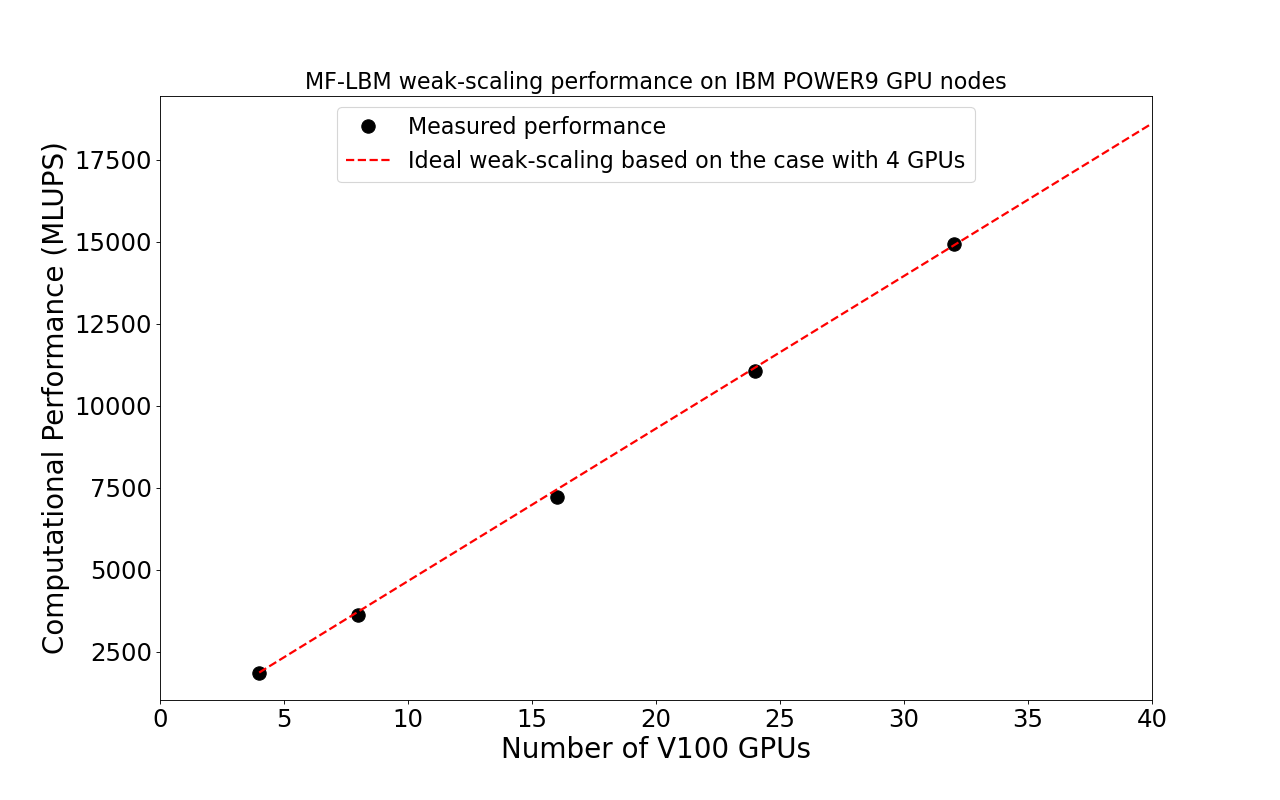 MF-LBM weak-scaling performance on IBM POWER9 GPU nodes
Measured performance
Ideal weak-scaling based on the case with 4 GPUs
Computational Performance (MLUPS)
17500
15000
12500
10000
7500
5000
2500
0 5 10 15 20 25 30 35 40
Number of V100 GPUs